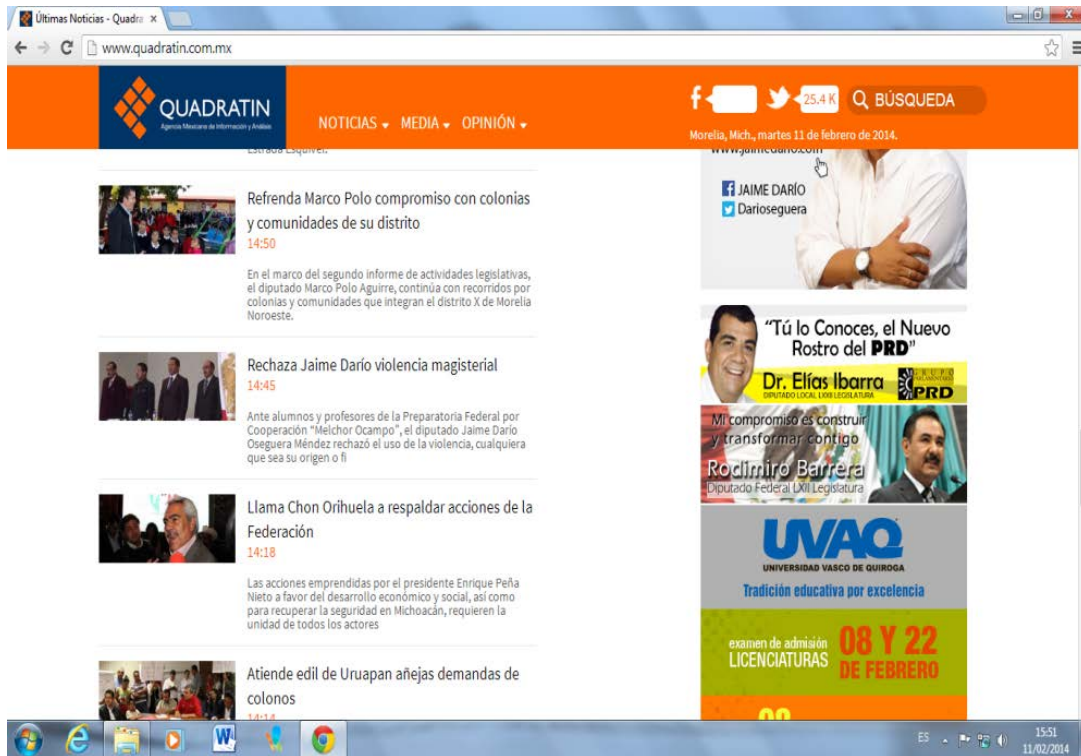 Últimas Noticias - Quadra
www.quadratin.com.mx
QUADRATIN
Agencia Mexicana de Información y Análisis
NOTICIAS MEDIA OPINIÓN
25.4 K
BÚSQUEDA
Morelia, Mich., martes 11 de febrero de 2014.
Estrada Esquivel.
Refrenda Marco Polo compromiso con colonias
y comunidades de su distrito
14:50
En el marco del segundo informe de actividades legislativas,
el diputado Marco Polo Aguirre, continúa con recorridos por
colonias y comunidades que integran el distrito X de Morelia
Noroeste.
Rechaza Jaime Darío violencia magisterial
14:45
Ante alumnos y profesores de la Preparatoria Federal por
Cooperación “Melchor Ocampo”, el diputado Jaime Darío
Oseguera Méndez rechazó el uso de la violencia, cualquiera
que sea su origen o fi
Llama Chon Orihuela a respaldar acciones de la
Federación
14:18
Las acciones emprendidas por el presidente Enrique Peña
Nieto a favor del desarrollo económico y social, así como
para recuperar la seguridad en Michoacán, requieren la
unidad de todos los actores
Atiende edil de Uruapan añejas demandas de
colonos
14:14
www.jaimedario.com
JAIME DARÍO
Darioseguera
“Tú lo Conoces, el Nuevo
Rostro del PRD”
Dr. Elías Ibarra
DIPUTADO LOCAL LXXII LEGISLATURA
GRUPO
PARLAMENTARIO
PRD
Mi compromiso es construir
y transformar contigo
Rodimiro Barrera
Diputado Federal LXII Legislatura
UVAQ
UNIVERSIDAD VASCO DE QUIROGA
Tradición educativa por excelencia
examen de admisión
LICENCIATURAS
08 Y 22
DE FEBRERO
ES
15:51
11/02/2014